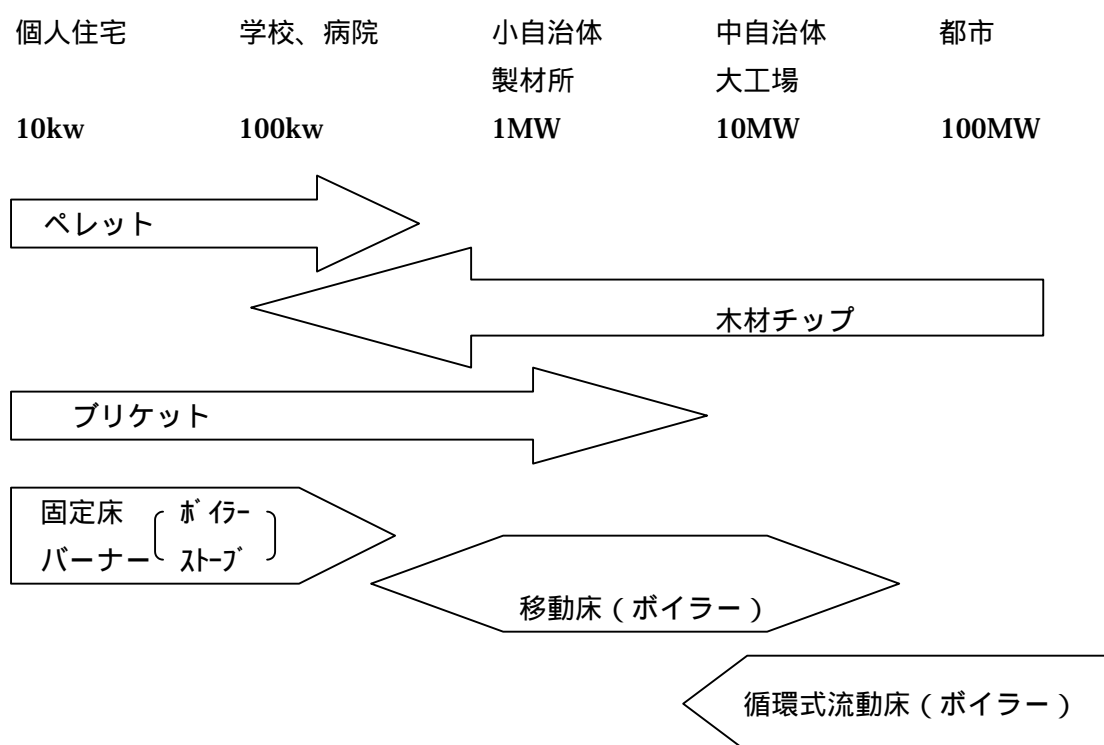 個人住宅 学校、病院 小自治体 中自治体 都市
製材所 大工場
10kw 100kw 1MW 10MW 100MW
ペレット
木材チップ
ブリケット
固定床 ボイラー
バーナー ストーブ
移動床(ボイラー)
循環式流動床(ボイラー)